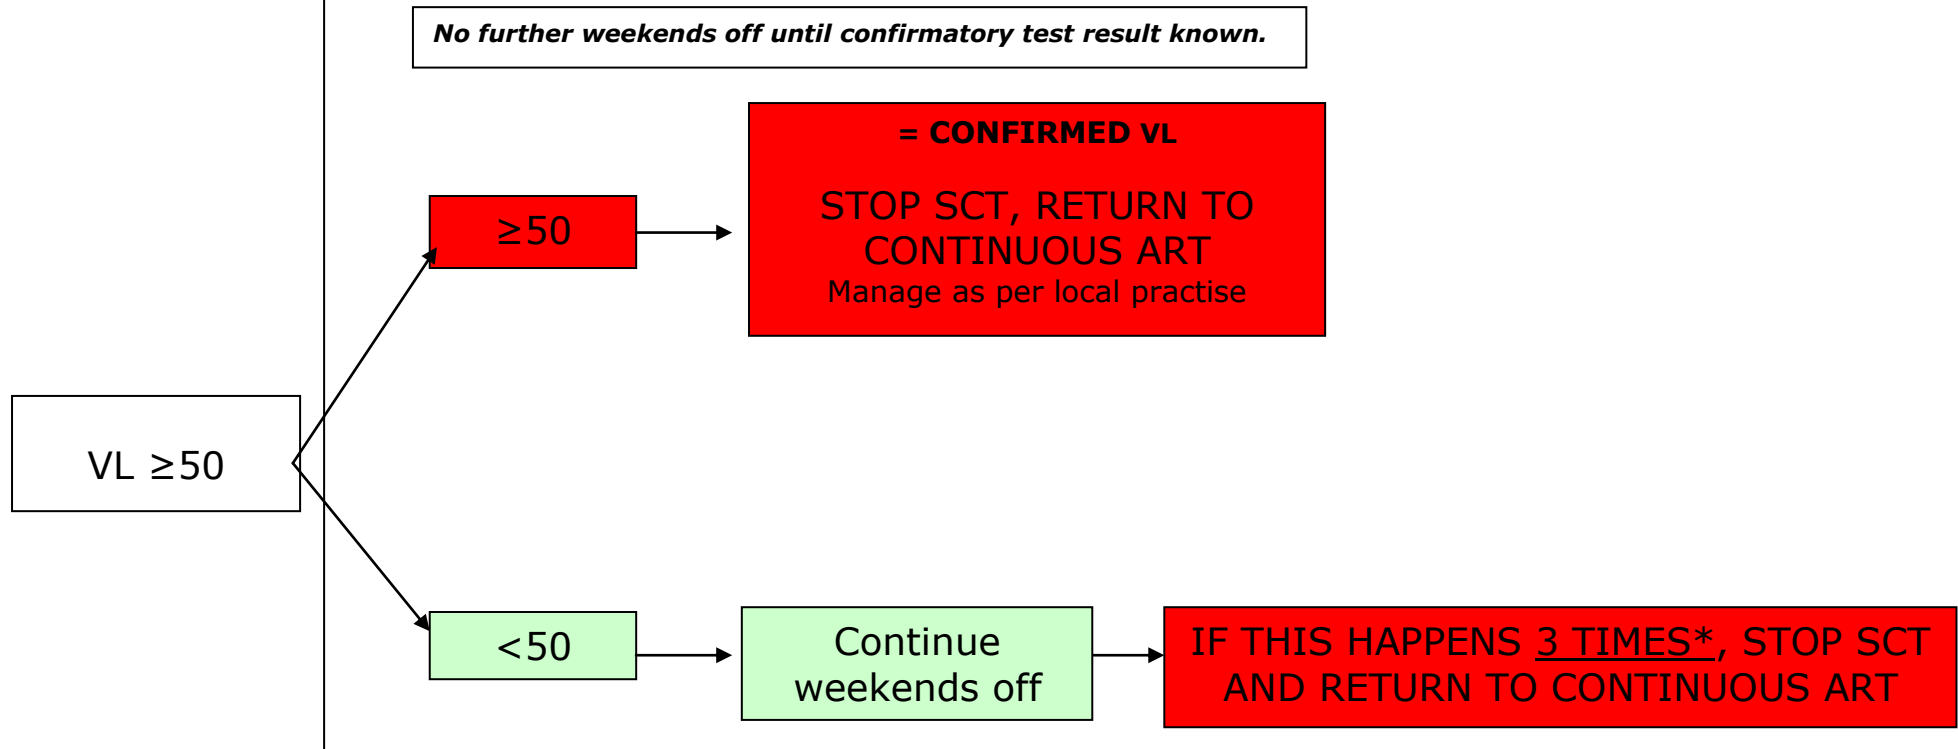 No further weekends off until confirmatory test result known.
= CONFIRMED VL
STOP SCT, RETURN TO
CONTINUOUS ART
Manage as per local practise
≥50
VL ≥50
<50
Continue
weekends off
IF THIS HAPPENS 3 TIMES*, STOP SCT
AND RETURN TO CONTINUOUS ART